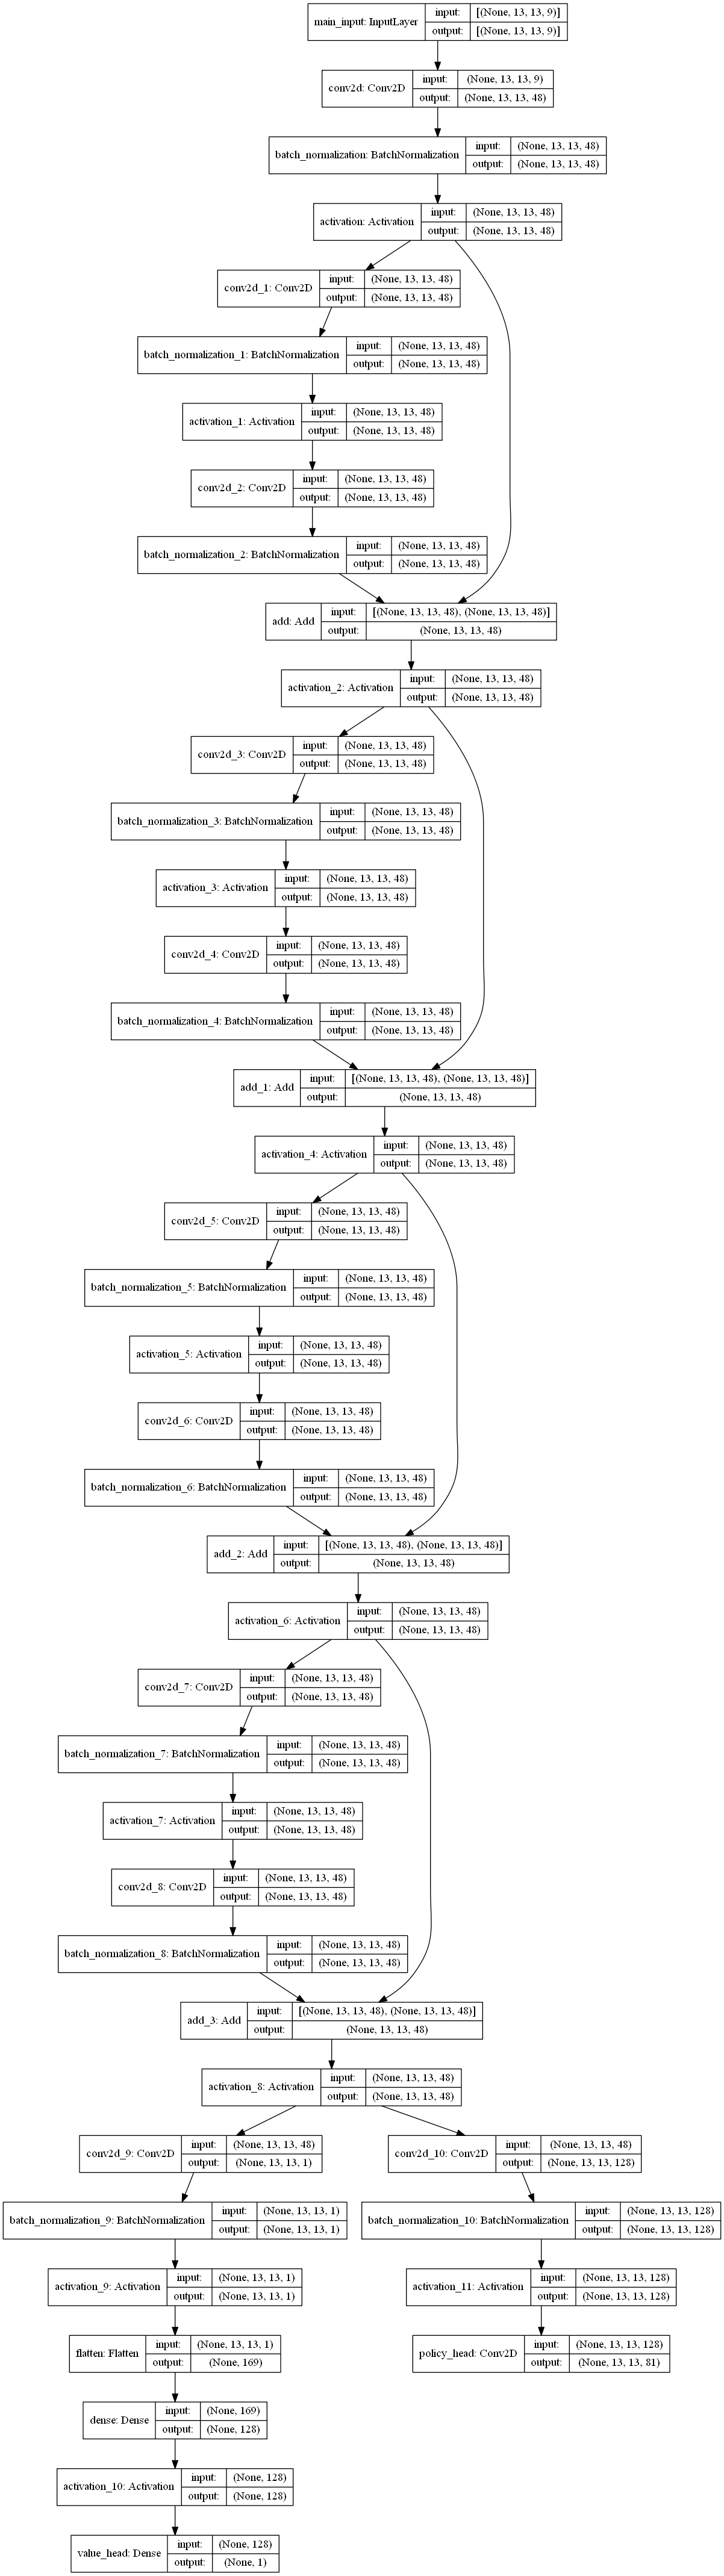 main_input: InputLayer
input: [(None, 13, 13, 9)]
output: [(None, 13, 13, 9)]
conv2d: Conv2D
input: (None, 13, 13, 9)
output: (None, 13, 13, 48)
batch_normalization: BatchNormalization
input: (None, 13, 13, 48)
output: (None, 13, 13, 48)
activation: Activation
input: (None, 13, 13, 48)
output: (None, 13, 13, 48)
conv2d_1: Conv2D
input: (None, 13, 13, 48)
output: (None, 13, 13, 48)
batch_normalization_1: BatchNormalization
input: (None, 13, 13, 48)
output: (None, 13, 13, 48)
activation_1: Activation
input: (None, 13, 13, 48)
output: (None, 13, 13, 48)
conv2d_2: Conv2D
input: (None, 13, 13, 48)
output: (None, 13, 13, 48)
batch_normalization_2: BatchNormalization
input: (None, 13, 13, 48)
output: (None, 13, 13, 48)
add: Add
input: [(None, 13, 13, 48), (None, 13, 13, 48)]
output: (None, 13, 13, 48)
activation_2: Activation
input: (None, 13, 13, 48)
output: (None, 13, 13, 48)
conv2d_3: Conv2D
input: (None, 13, 13, 48)
output: (None, 13, 13, 48)
batch_normalization_3: BatchNormalization
input: (None, 13, 13, 48)
output: (None, 13, 13, 48)
activation_3: Activation
input: (None, 13, 13, 48)
output: (None, 13, 13, 48)
conv2d_4: Conv2D
input: (None, 13, 13, 48)
output: (None, 13, 13, 48)
batch_normalization_4: BatchNormalization
input: (None, 13, 13, 48)
output: (None, 13, 13, 48)
add_1: Add
input: [(None, 13, 13, 48), (None, 13, 13, 48)]
output: (None, 13, 13, 48)
activation_4: Activation
input: (None, 13, 13, 48)
output: (None, 13, 13, 48)
conv2d_5: Conv2D
input: (None, 13, 13, 48)
output: (None, 13, 13, 48)
batch_normalization_5: BatchNormalization
input: (None, 13, 13, 48)
output: (None, 13, 13, 48)
activation_5: Activation
input: (None, 13, 13, 48)
output: (None, 13, 13, 48)
conv2d_6: Conv2D
input: (None, 13, 13, 48)
output: (None, 13, 13, 48)
batch_normalization_6: BatchNormalization
input: (None, 13, 13, 48)
output: (None, 13, 13, 48)
add_2: Add
input: [(None, 13, 13, 48), (None, 13, 13, 48)]
output: (None, 13, 13, 48)
activation_6: Activation
input: (None, 13, 13, 48)
output: (None, 13, 13, 48)
conv2d_7: Conv2D
input: (None, 13, 13, 48)
output: (None, 13, 13, 48)
batch_normalization_7: BatchNormalization
input: (None, 13, 13, 48)
output: (None, 13, 13, 48)
activation_7: Activation
input: (None, 13, 13, 48)
output: (None, 13, 13, 48)
conv2d_8: Conv2D
input: (None, 13, 13, 48)
output: (None, 13, 13, 48)
batch_normalization_8: BatchNormalization
input: (None, 13, 13, 48)
output: (None, 13, 13, 48)
add_3: Add
input: [(None, 13, 13, 48), (None, 13, 13, 48)]
output: (None, 13, 13, 48)
activation_8: Activation
input: (None, 13, 13, 48)
output: (None, 13, 13, 48)
conv2d_9: Conv2D
input: (None, 13, 13, 48)
output: (None, 13, 13, 1)
conv2d_10: Conv2D
input: (None, 13, 13, 48)
output: (None, 13, 13, 128)
batch_normalization_9: BatchNormalization
input: (None, 13, 13, 1)
output: (None, 13, 13, 1)
batch_normalization_10: BatchNormalization
input: (None, 13, 13, 128)
output: (None, 13, 13, 128)
activation_9: Activation
input: (None, 13, 13, 1)
output: (None, 13, 13, 1)
activation_11: Activation
input: (None, 13, 13, 128)
output: (None, 13, 13, 128)
flatten: Flatten
input: (None, 13, 13, 1)
output: (None, 169)
policy_head: Conv2D
input: (None, 13, 13, 128)
output: (None, 13, 13, 81)
dense: Dense
input: (None, 169)
output: (None, 128)
activation_10: Activation
input: (None, 128)
output: (None, 128)
value_head: Dense
input: (None, 128)
output: (None, 1)